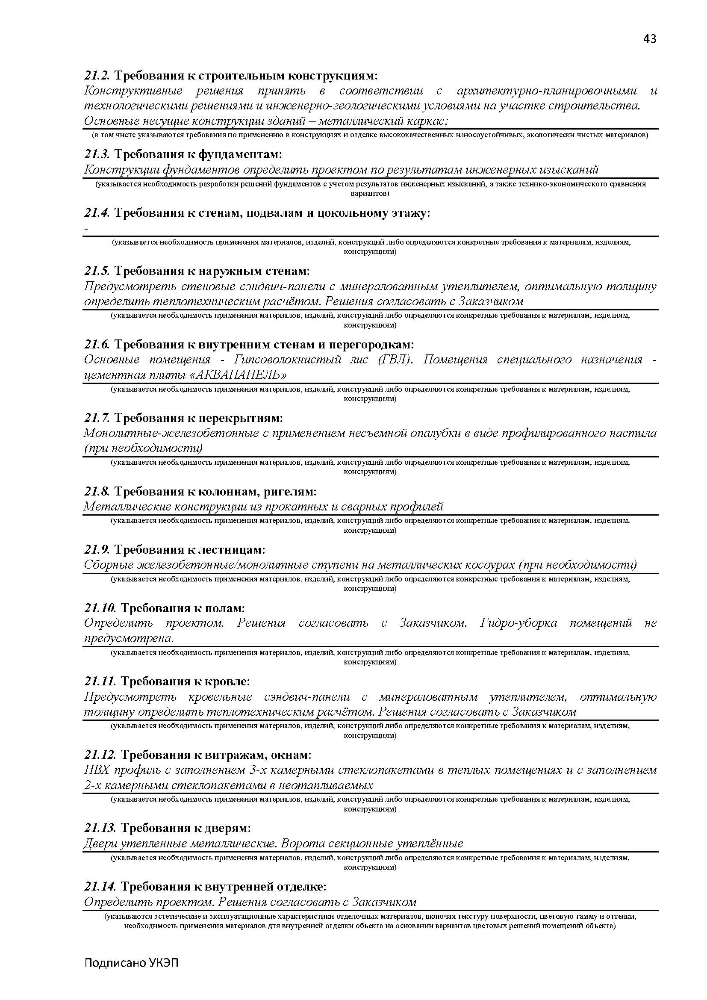 43
21.2. Требования к строительным конструкциям:
Конструктивные решения принять в соответствии с архитектурно-планировочными и
технологическими решениями и инженерно-геологическими условиями на участке строительства.
Основные несущие конструкции зданий – металлический каркас;
(в том числе указываются требования по применению в конструкциях и отделке высококачественных износоустойчивых, экологически чистых материалов)
21.3. Требования к фундаментам:
Конструкции фундаментов определить проектом по результатам инженерных изысканий
(указывается необходимость разработки решений фундаментов с учетом результатов инженерных изысканий, а также технико-экономического сравнения
вариантов)
21.4. Требования к стенам, подвалам и цокольному этажу:
-
(указывается необходимость применения материалов, изделий, конструкций либо определяются конкретные требования к материалам, изделиям,
конструкциям)
21.5. Требования к наружным стенам:
Предусмотреть стеновые сэндвич-панели с минераловатным утеплителем, оптимальную толщину
определить теплотехническим расчётом. Решения согласовать с Заказчиком
(указывается необходимость применения материалов, изделий, конструкций либо определяются конкретные требования к материалам, изделиям,
конструкциям)
21.6. Требования к внутренним стенам и перегородкам:
Основные помещения - Гипсоволокнистый лис (ГВЛ). Помещения специального назначения -
цементная плиты «АКВАПАНЕЛЬ»
(указывается необходимость применения материалов, изделий, конструкций либо определяются конкретные требования к материалам, изделиям,
конструкциям)
21.7. Требования к перекрытиям:
Монолитные-железобетонные с применением несъемной опалубки в виде профилированного настила
(при необходимости)
(указывается необходимость применения материалов, изделий, конструкций либо определяются конкретные требования к материалам, изделиям,
конструкциям)
21.8. Требования к колоннам, ригелям:
Металлические конструкции из прокатных и сварных профилей
(указывается необходимость применения материалов, изделий, конструкций либо определяются конкретные требования к материалам, изделиям,
конструкциям)
21.9. Требования к лестницам:
Сборные железобетонные/монолитные ступени на металлических косоурах (при необходимости)
(указывается необходимость применения материалов, изделий, конструкций либо определяются конкретные требования к материалам, изделиям,
конструкциям)
21.10. Требования к полам:
Определить проектом. Решения согласовать с Заказчиком. Гидро-уборка помещений не
предусмотрена.
(указывается необходимость применения материалов, изделий, конструкций либо определяются конкретные требования к материалам, изделиям,
конструкциям)
21.11. Требования к кровле:
Предусмотреть кровельные сэндвич-панели с минераловатным утеплителем, оптимальную
толщину определить теплотехническим расчётом. Решения согласовать с Заказчиком
(указывается необходимость применения материалов, изделий, конструкций либо определяются конкретные требования к материалам, изделиям,
конструкциям)
21.12. Требования к витражам, окнам:
ПВХ профиль с заполнением 3-х камерными стеклопакетами в теплых помещениях и с заполнением
2-х камерными стеклопакетами в неотапливаемых
(указывается необходимость применения материалов, изделий, конструкций либо определяются конкретные требования к материалам, изделиям,
конструкциям)
21.13. Требования к дверям:
Двери утепленные металлические. Ворота секционные утеплённые
(указывается необходимость применения материалов, изделий, конструкций либо определяются конкретные требования к материалам, изделиям,
конструкциям)
21.14. Требования к внутренней отделке:
Определить проектом. Решения согласовать с Заказчиком
(указываются эстетические и эксплуатационные характеристики отделочных материалов, включая текстуру поверхности, цветовую гамму и оттенки,
необходимость применения материалов для внутренней отделки объекта на основании вариантов цветовых решений помещений объекта)
Подписано УКЭП